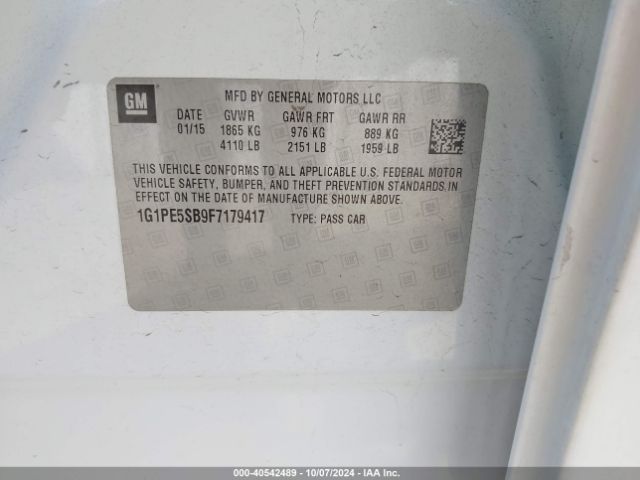 GM
MFD BY GENERAL MOTORS LLC
DATE GVWR GAWR FRT GAWR RR
01/15 1865 KG 976 KG 889 KG
4110 LB 2151 LB 1959 LB
THIS VEHICLE CONFORMS TO ALL APPLICABLE U.S. FEDERAL MOTOR
VEHICLE SAFETY, BUMPER, AND THEFT PREVENTION STANDARDS IN
EFFECT ON THE DATE OF MANUFACTURE SHOWN ABOVE.
1G1PE5SB9F7179417 TYPE: PASS CAR
000-40542489 - 10/07/2024 - IAA Inc.